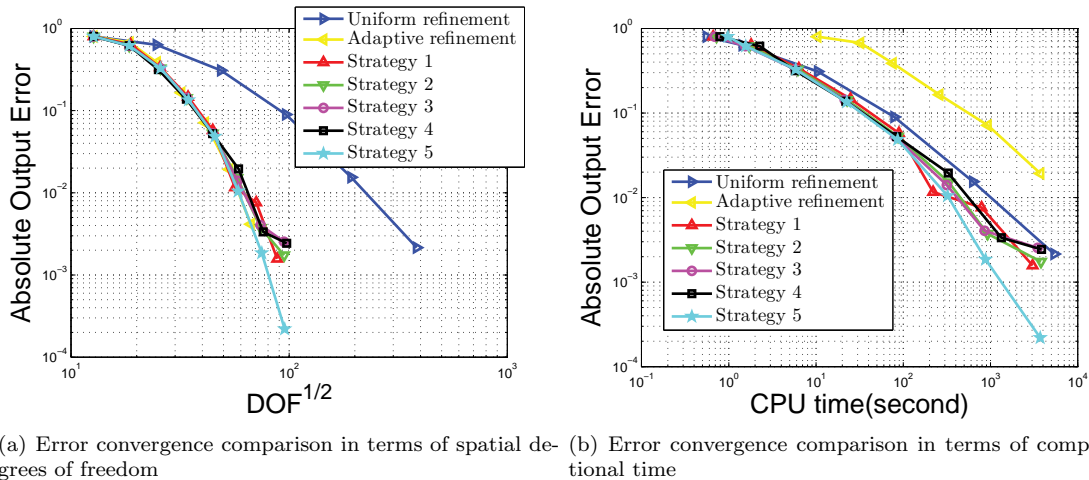 10^0
10^-1
10^-2
10^-3
10^-4
10^1
10^2
10^3
Absolute Output Error
DOF^1/2
Uniform refinement
Adaptive refinement
Strategy 1
Strategy 2
Strategy 3
Strategy 4
Strategy 5
10^0
10^-1
10^-2
10^-3
10^-4
10^-1
10^0
10^1
10^2
10^3
10^4
Absolute Output Error
CPU time(second)
Uniform refinement
Adaptive refinement
Strategy 1
Strategy 2
Strategy 3
Strategy 4
Strategy 5
(a) Error convergence comparison in terms of spatial de-
grees of freedom
(b) Error convergence comparison in terms of comp
tional time